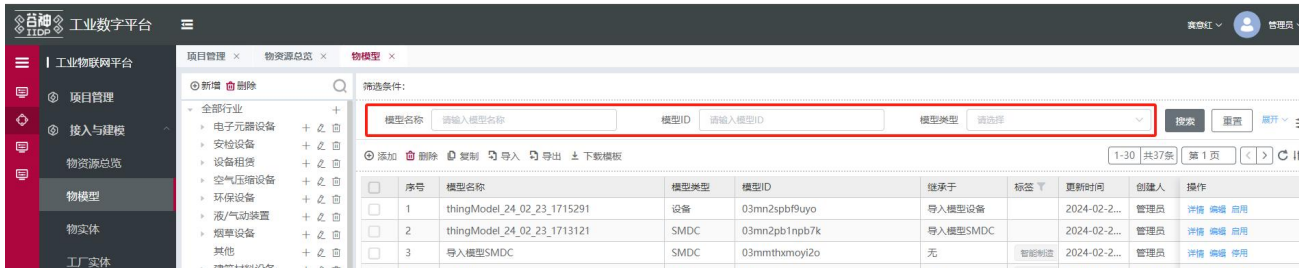 谷神 IIDP 工业数字平台 赛意红 管理员
工业物联网平台 项目管理 × 物资源总览 × 物模型 ×
新增 删除 筛选条件:
项目管理
接入与建模
物资源总览
物模型
物实体
工厂实体
全部行业
电子元器设备
安检设备
设备租赁
空气压缩设备
环保设备
液/气动装置
烟草设备
其他
模型名称 请输入模型名称 模型ID 请输入模型ID 模型类型 请选择 搜索 重置 展开
添加 删除 复制 导入 导出 下载模板 1-30 共37条 第1页
序号 模型名称 模型类型 模型ID 继承于 标签 更新时间 创建人 操作
1 thingModel_24_02_23_1715291 设备 03mn2spbf9uyo 导入模型设备 2024-02-2... 管理员 详情 编辑 启用
2 thingModel_24_02_23_1713121 SMDC 03mn2pb1npb7k 导入模型SMDC 2024-02-2... 管理员 详情 编辑 启用
3 导入模型SMDC SMDC 03mmthxmoyi2o 无 智能制造 2024-02-2... 管理员 详情 编辑 停用